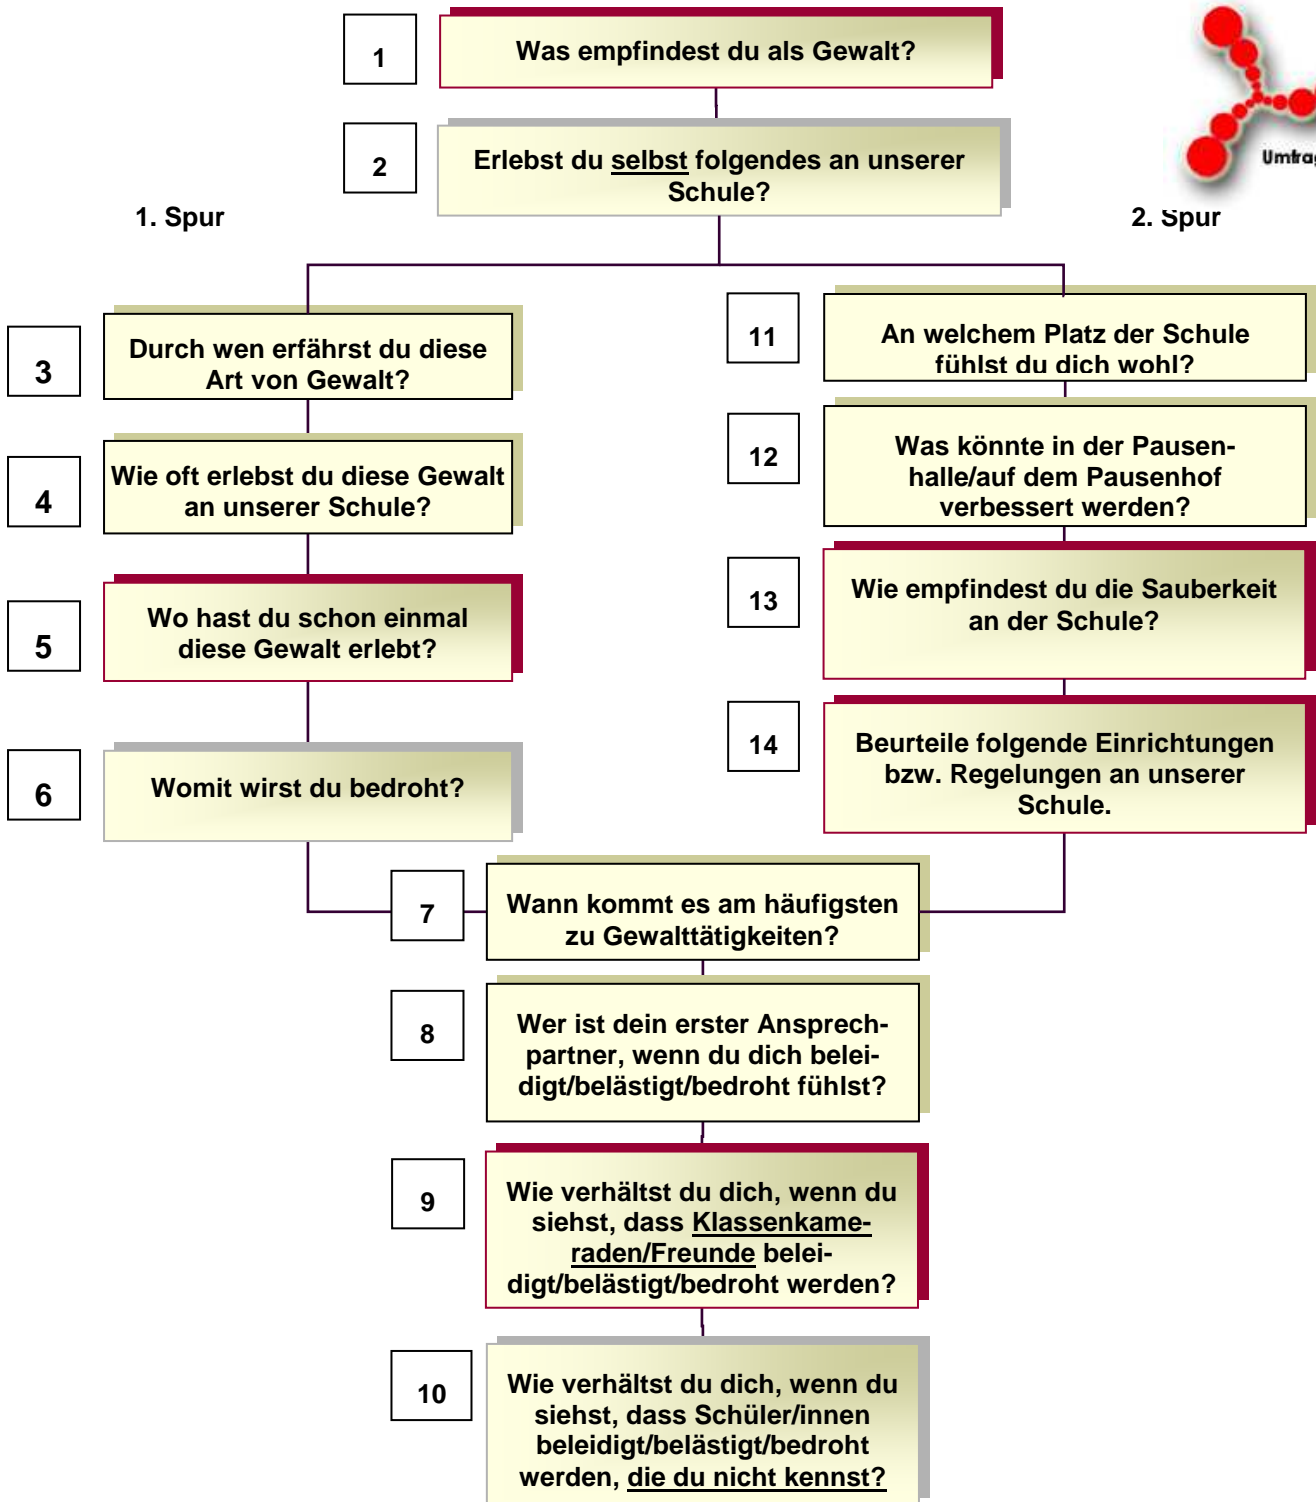 1
Was empfindest du als Gewalt?
2
Erlebst du selbst folgendes an unserer
Schule?
1. Spur
2. Spur
3
Durch wen erfährst du diese
Art von Gewalt?
4
Wie oft erlebst du diese Gewalt
an unserer Schule?
5
Wo hast du schon einmal
diese Gewalt erlebt?
6
Womit wirst du bedroht?
11
An welchem Platz der Schule
fühlst du dich wohl?
12
Was könnte in der Pausen-
halle/auf dem Pausenhof
verbessert werden?
13
Wie empfindest du die Sauberkeit
an der Schule?
14
Beurteile folgende Einrichtungen
bzw. Regelungen an unserer
Schule.
7
Wann kommt es am häufigsten
zu Gewalttätigkeiten?
8
Wer ist dein erster Ansprech-
partner, wenn du dich belei-
digt/belästigt/bedroht fühlst?
9
Wie verhältst du dich, wenn du
siehst, dass Klassenkame-
raden/Freunde belei-
digt/belästigt/bedroht werden?
10
Wie verhältst du dich, wenn du
siehst, dass Schüler/innen
beleidigt/belästigt/bedroht
werden, die du nicht kennst?